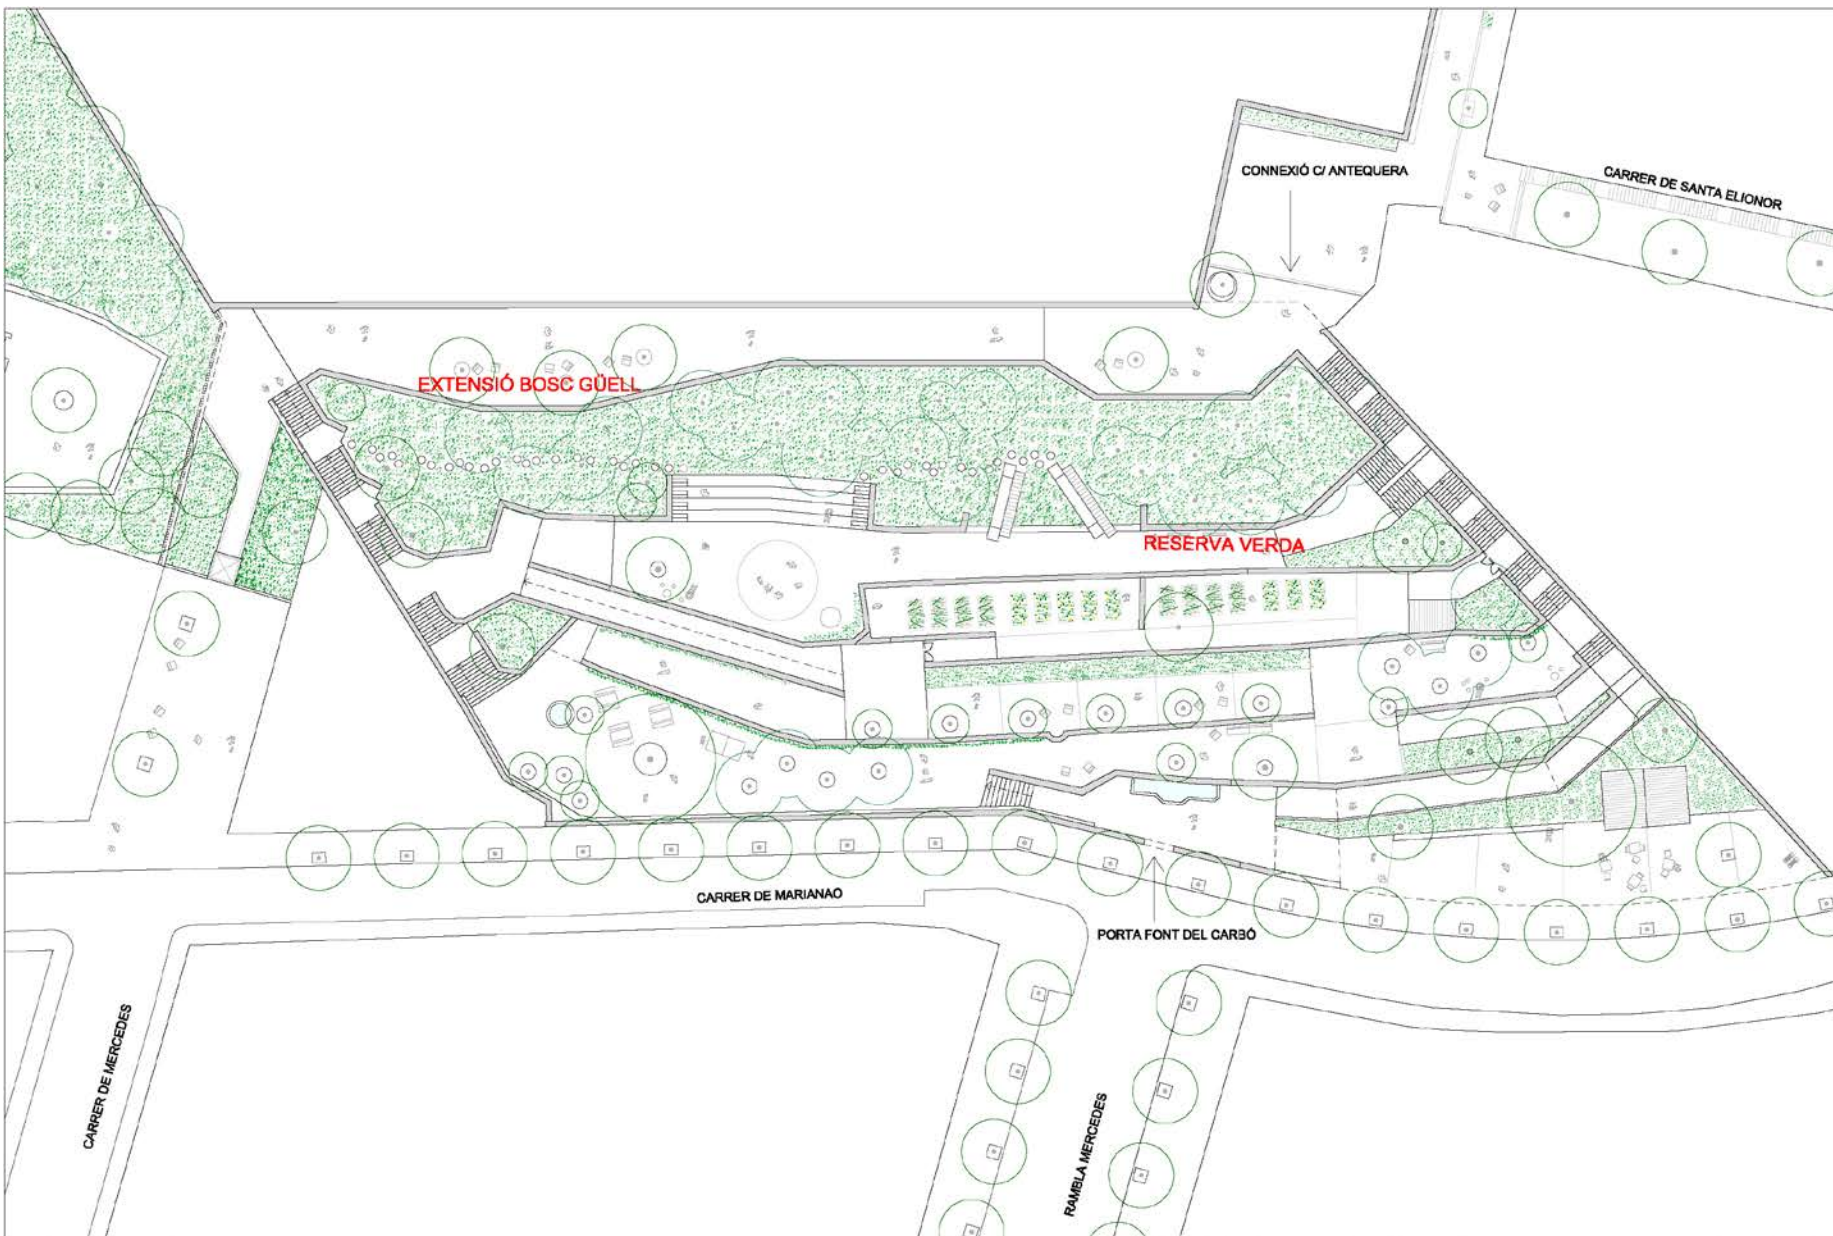 CONNEXIÓ C/ ANTEQUERA
CARRER DE SANTA ELIONOR
EXTENSIÓ BOSC GÜELL
RESERVA VERDA
CARRER DE MARIANAO
PORTA FONT DEL CARBÓ
CARRER DE MERCEDES
RAMBLA MERCEDES